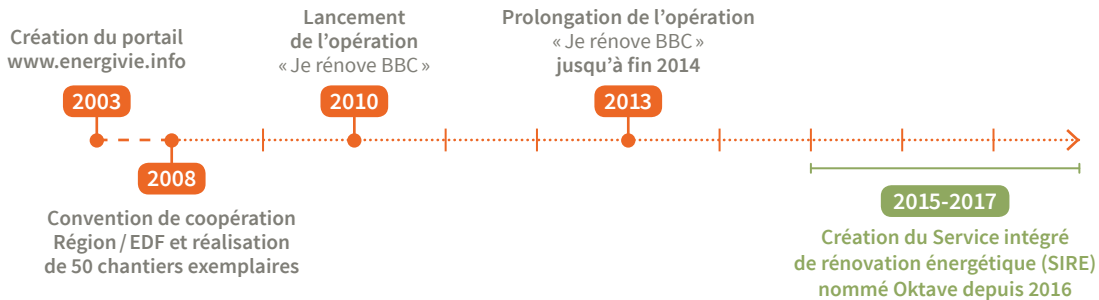 Création du portail
www.energivie.info
2003
2008
Convention de coopération
Région / EDF et réalisation
de 50 chantiers exemplaires
Lancement
de l’opération
« Je rénove BBC »
2010
Prolongation de l’opération
« Je rénove BBC »
jusqu’à fin 2014
2013
2015-2017
Création du Service intégré
de rénovation énergétique (SIRE)
nommé Oktave depuis 2016